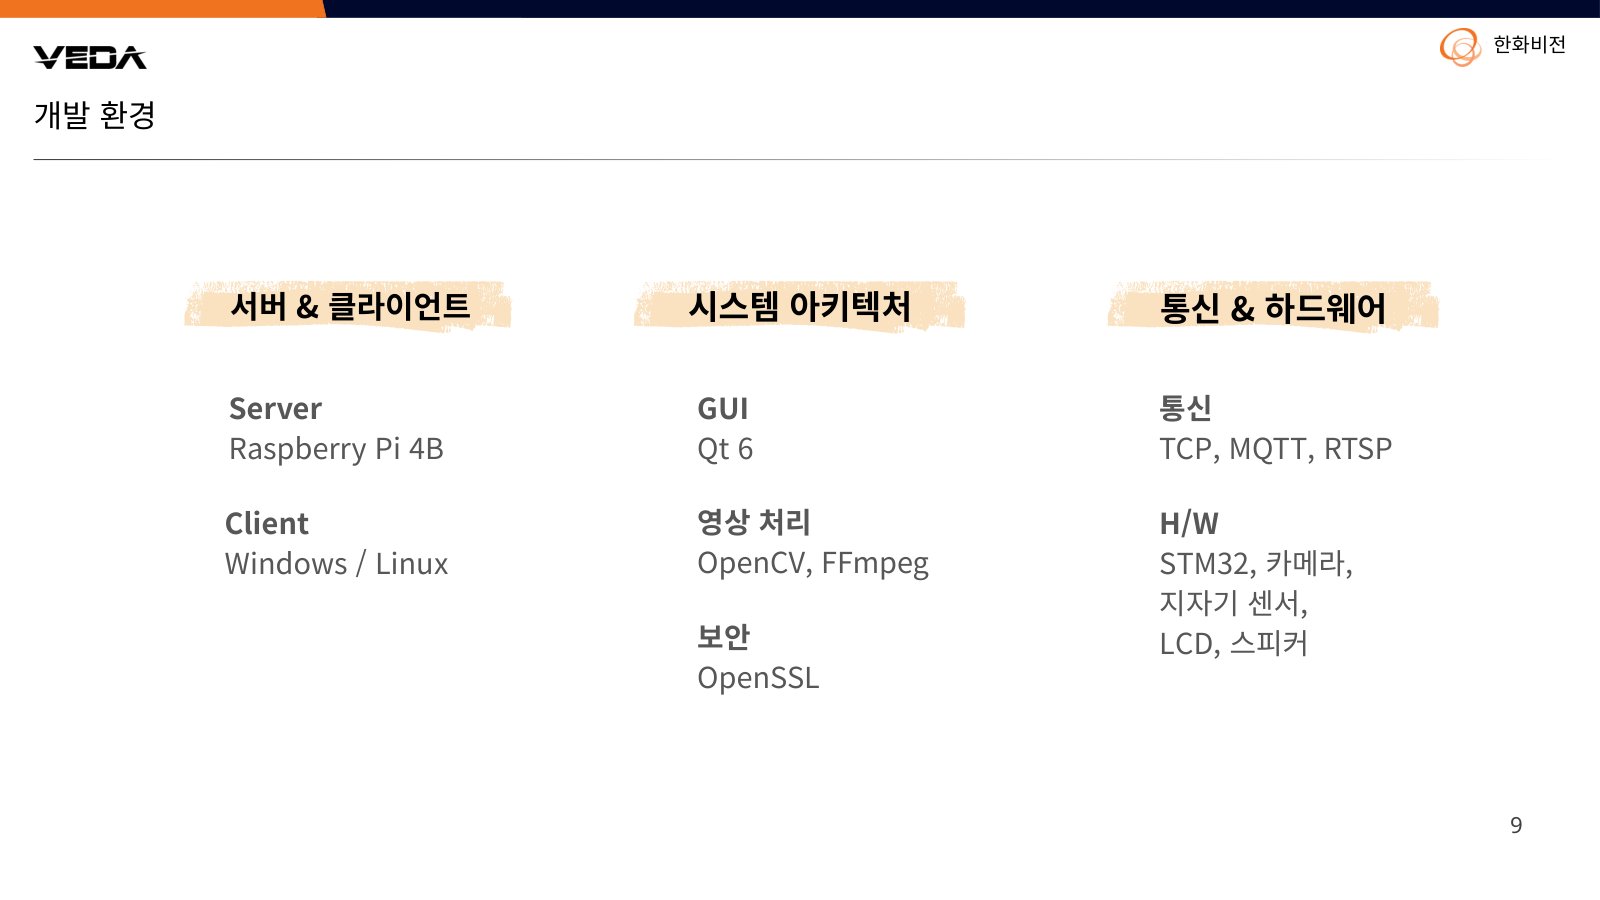 VEDA
한화비전
개발 환경
서버 & 클라이언트
Server
Raspberry Pi 4B
Client
Windows / Linux
시스템 아키텍처
GUI
Qt 6
영상 처리
OpenCV, FFmpeg
보안
OpenSSL
통신 & 하드웨어
통신
TCP, MQTT, RTSP
H/W
STM32, 카메라,
지자기 센서,
LCD, 스피커
9